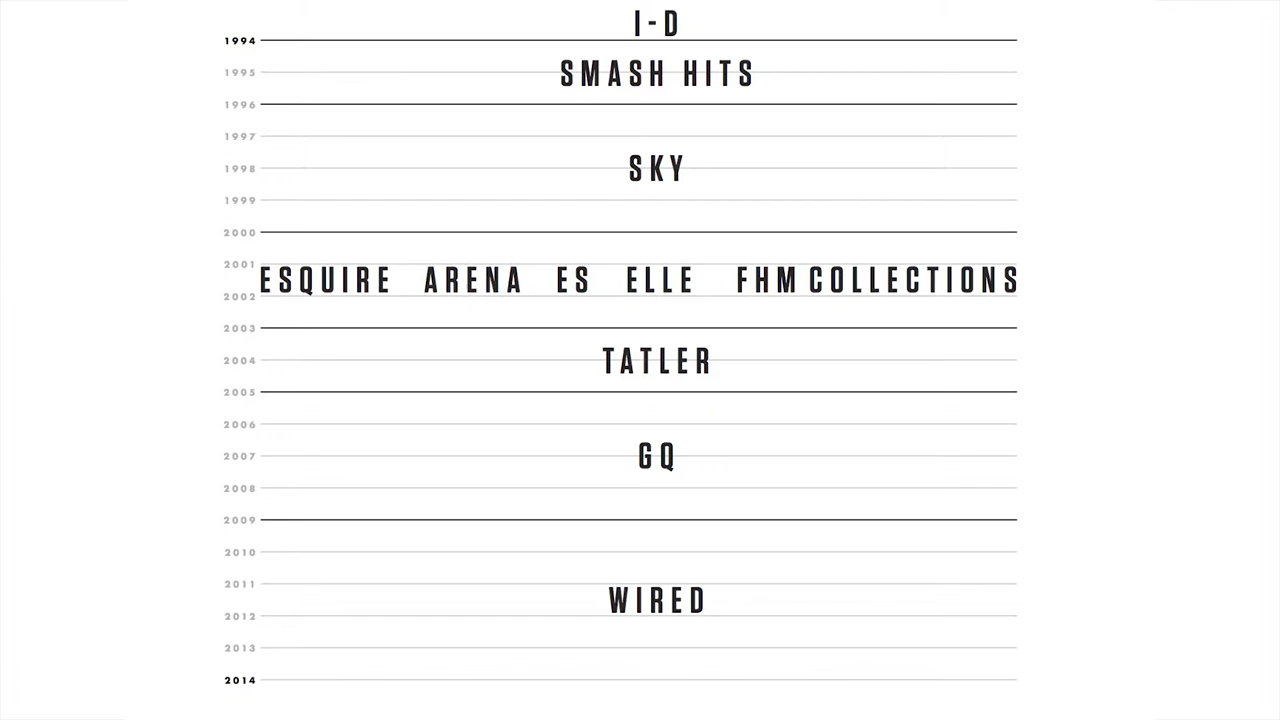 I-D
1994
1995 SMASH HITS
1996
1997
1998 SKY
1999
2000
2001
ESQUIRE ARENA ES ELLE FHM COLLECTIONS
2002
2003
2004 TATLER
2005
2006
2007 GQ
2008
2009
2010
2011
WIRED
2012
2013
2014